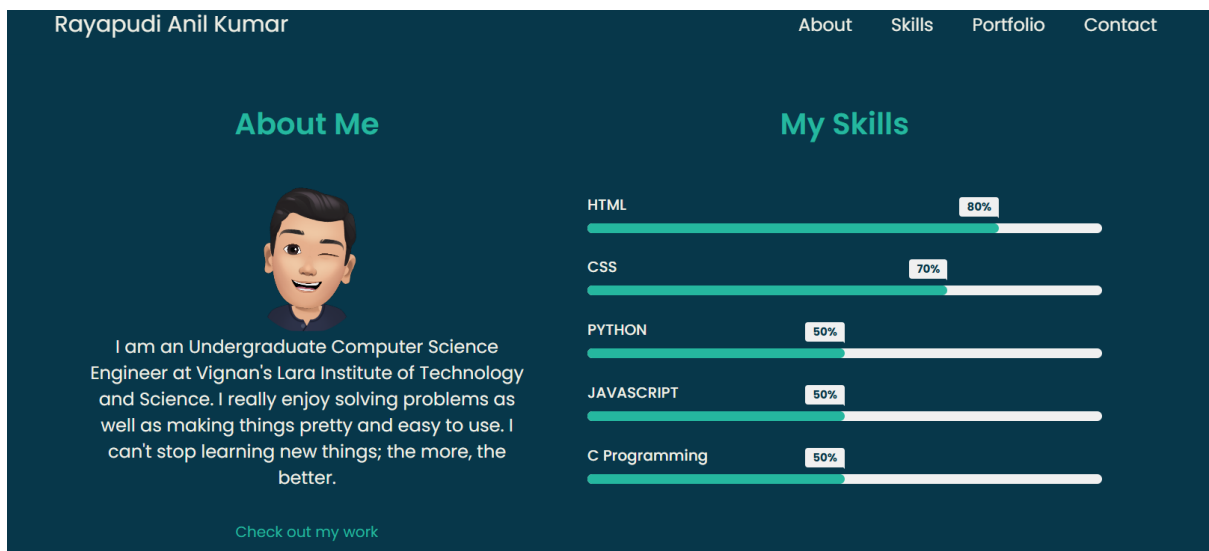 Rayapudi Anil Kumar
About Skills Portfolio Contact
About Me
I am an Undergraduate Computer Science
Engineer at Vignan's Lara Institute of Technology
and Science. I really enjoy solving problems as
well as making things pretty and easy to use. I
can't stop learning new things; the more, the
better.
Check out my work
My Skills
HTML
80%
CSS
70%
PYTHON
50%
JAVASCRIPT
50%
C Programming
50%